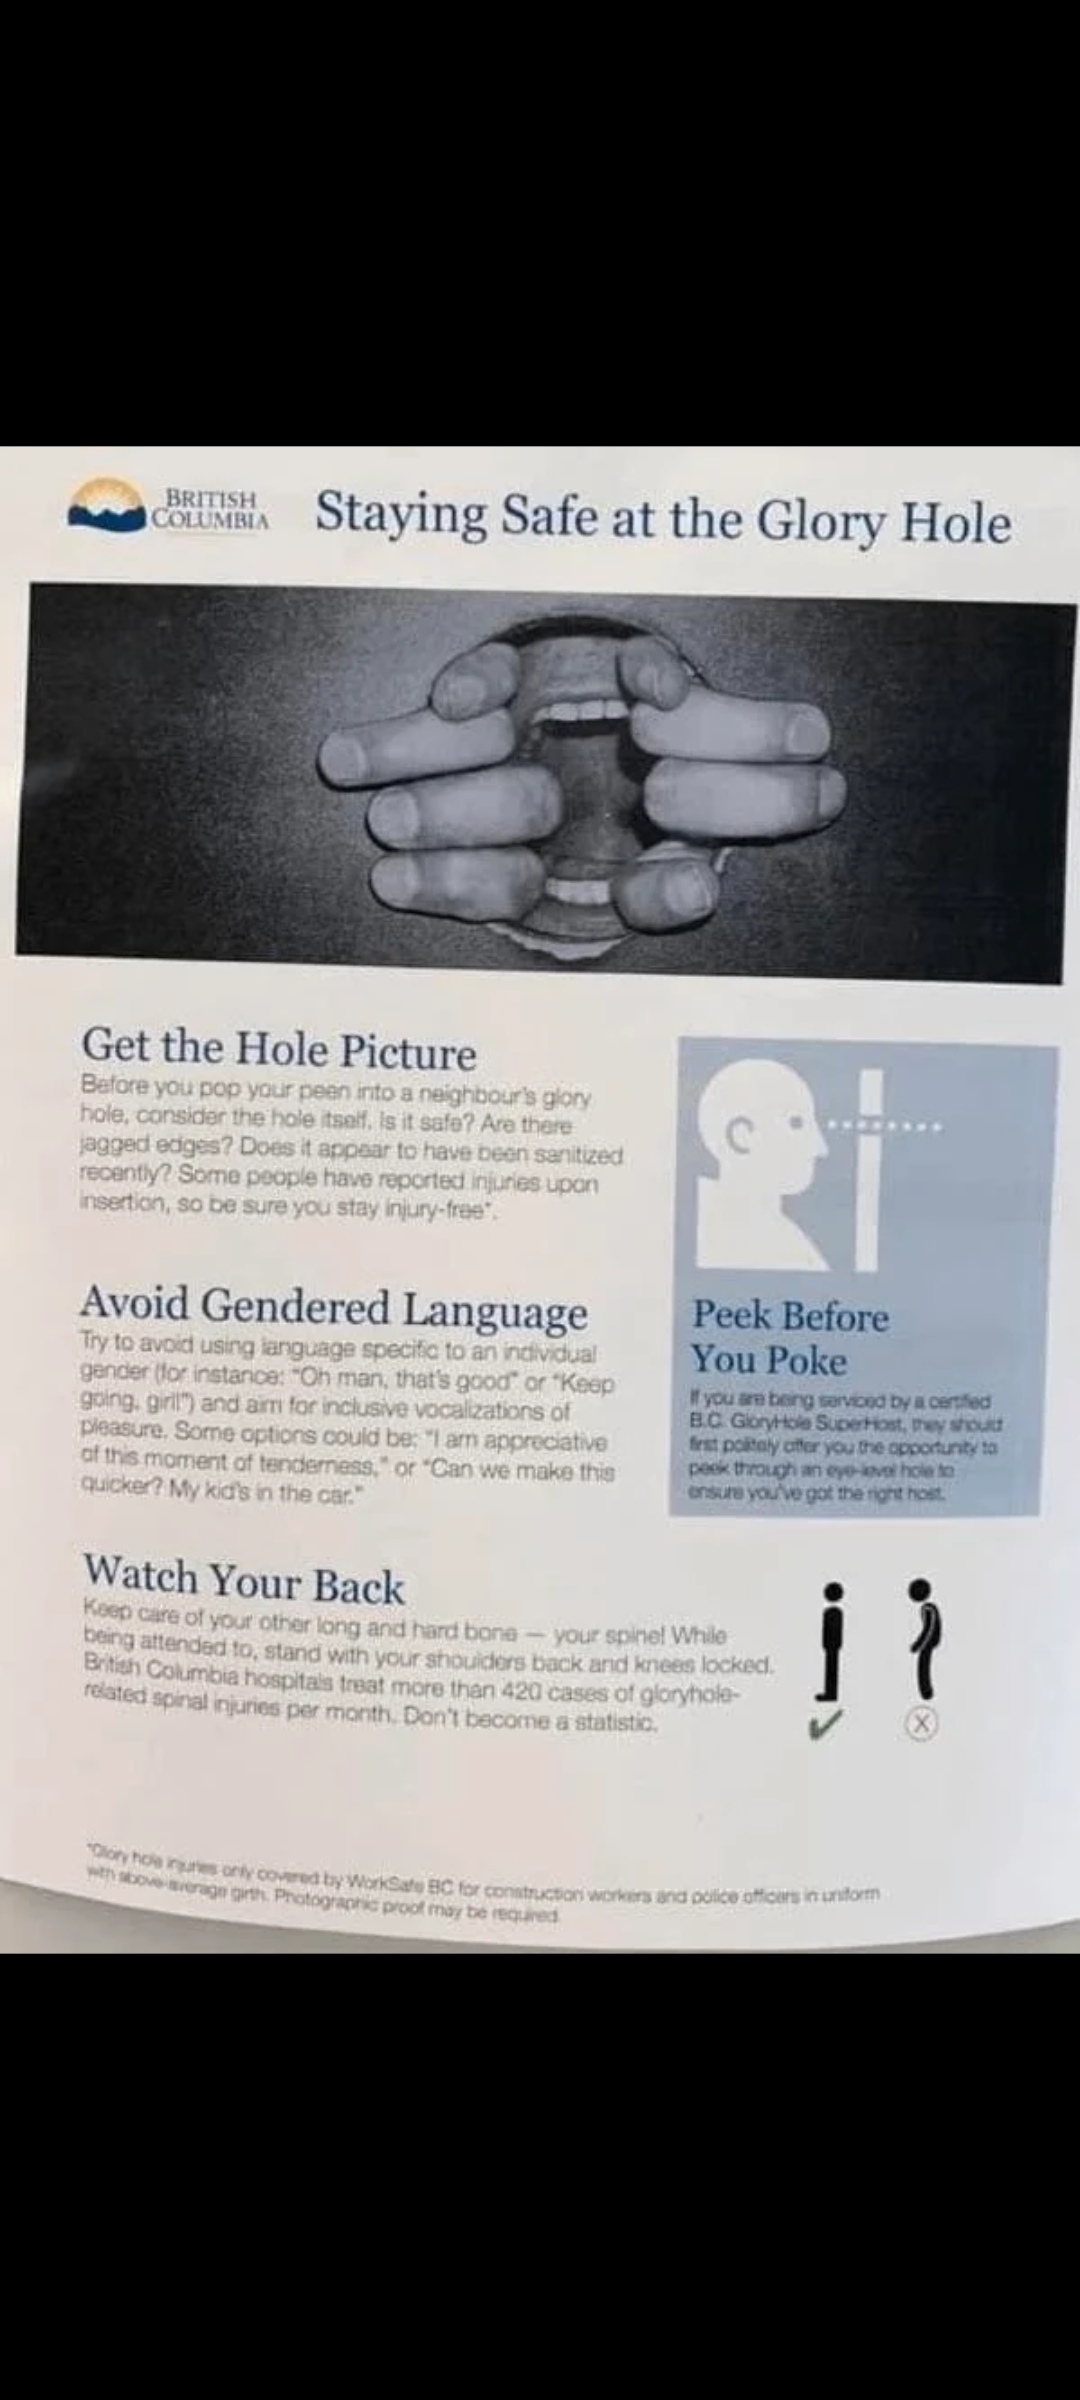 BRITISH
COLUMBIA
Staying Safe at the Glory Hole
Get the Hole Picture
Before you pop your peen into a neighbour's glory
hole, consider the hole itself. Is it safe? Are there
jagged edges? Does it appear to have been sanitized
recently? Some people have reported injuries upon
insertion, so be sure you stay injury-free*.
Avoid Gendered Language
Try to avoid using language specific to an individual
gender (for instance: "Oh man, that's good" or "Keep
going, girl!") and aim for inclusive vocalizations of
pleasure. Some options could be: "I am appreciative
of this moment of tenderness," or "Can we make this
quicker? My kid's in the car."
Peek Before
You Poke
If you are being serviced by a certified
B.C. GloryHole SuperHost, they should
first politely offer you the opportunity to
peek through an eye-level hole to
ensure you've got the right host.
Watch Your Back
Keep care of your other long and hard bone — your spine! While
being attended to, stand with your shoulders back and knees locked.
British Columbia hospitals treat more than 420 cases of gloryhole-
related spinal injuries per month. Don't become a statistic.
X
*Glory hole injuries only covered by WorkSafe BC for construction workers and police officers in uniform
with above-average girth. Photographic proof may be required.